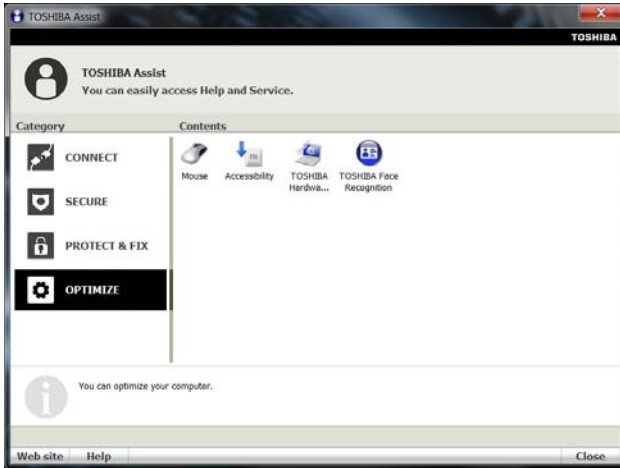 TOSHIBA Assist
TOSHIBA
TOSHIBA Assist
You can easily access Help and Service.
Category
Contents
CONNECT
SECURE
PROTECT & FIX
OPTIMIZE
Mouse
Accessibility
TOSHIBA
Hardwa...
TOSHIBA Face
Recognition
You can optimize your computer.
Web site
Help
Close